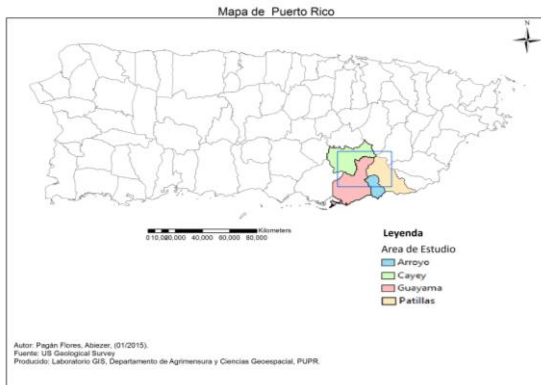 Mapa de Puerto Rico
N
Kilometers
0 10,000 20,000 40,000 60,000 80,000
Leyenda
Area de Estudio
Arroyo
Cayey
Guayama
Patillas
Autor: Pagán Flores, Abiezer, (01/2015).
Fuente: US Geological Survey
Producido: Laboratorio GIS, Departamento de Agrimensura y Ciencias Geoespacial, PUPR.